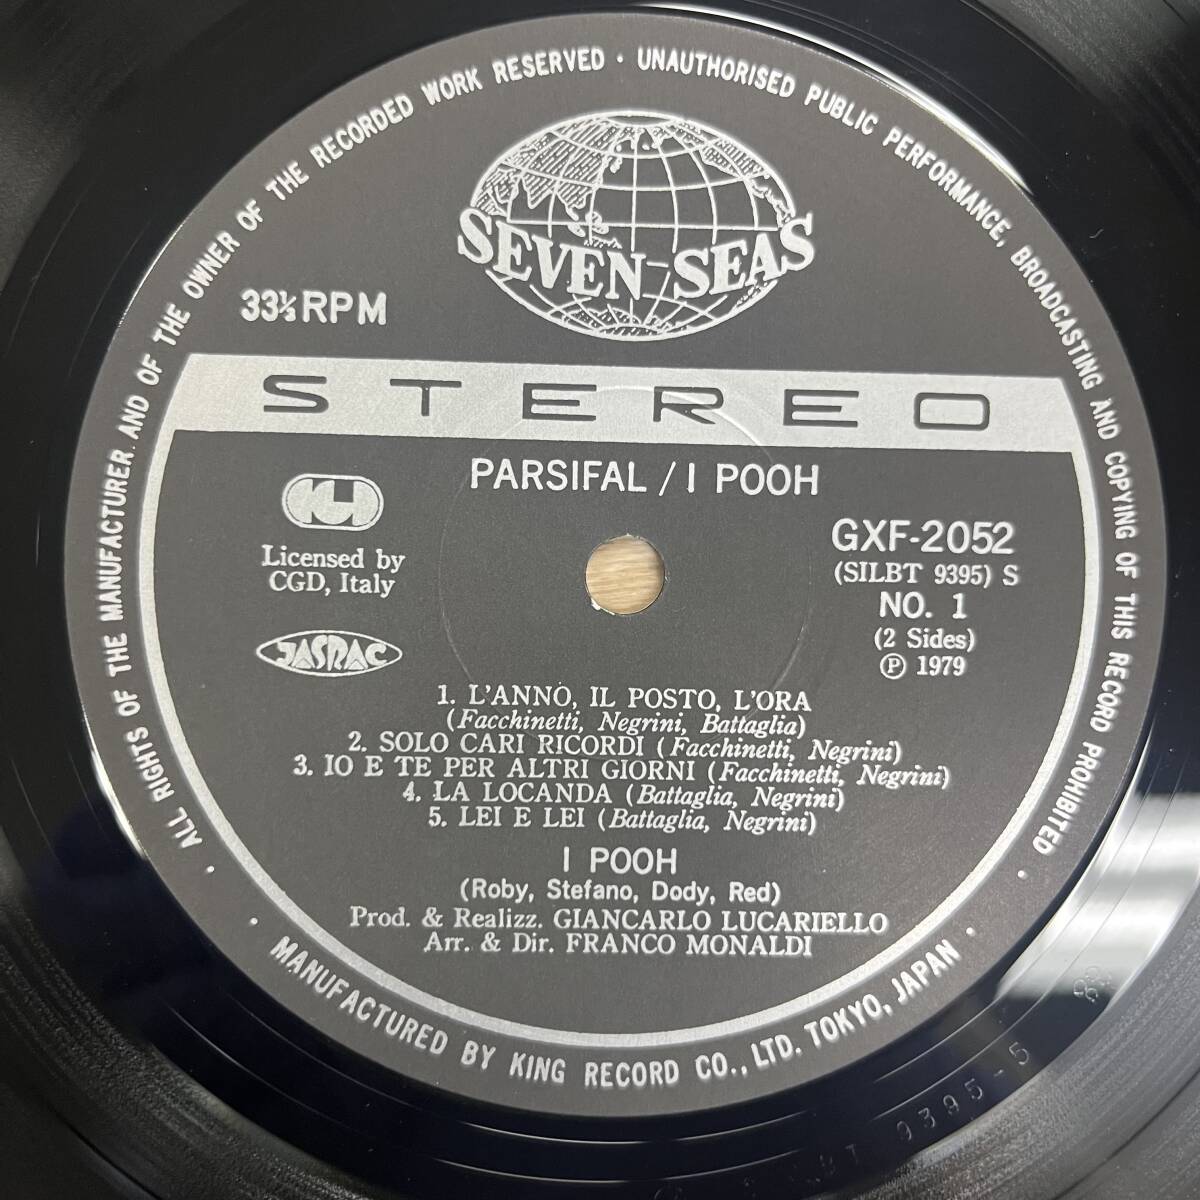 · ALL RIGHTS OF THE MANUFACTURER AND OF THE OWNER OF THE RECORDED WORK RESERVED · UNAUTHORISED PUBLIC PERFORMANCE, BROADCASTING AND COPYING OF THIS RECORD PROHIBITED ·
SEVEN SEAS
33⅓RPM
STEREO
PARSIFAL / I POOH
Licensed by
CGD, Italy
JASRAC
GXF-2052
(SILBT 9395) S
NO. 1
(2 Sides)
Ⓟ 1979
1. L'ANNO, IL POSTO, L'ORA
(Facchinetti, Negrini, Battaglia)
2. SOLO CARI RICORDI (Facchinetti, Negrini)
3. IO E TE PER ALTRI GIORNI (Facchinetti, Negrini)
4. LA LOCANDA (Battaglia, Negrini)
5. LEI E LEI (Battaglia, Negrini)
I POOH
(Roby, Stefano, Dody, Red)
Prod. & Realizz. GIANCARLO LUCARIELLO
Arr. & Dir. FRANCO MONALDI
· MANUFACTURED BY KING RECORD CO., LTD. TOKYO, JAPAN ·
9395-5